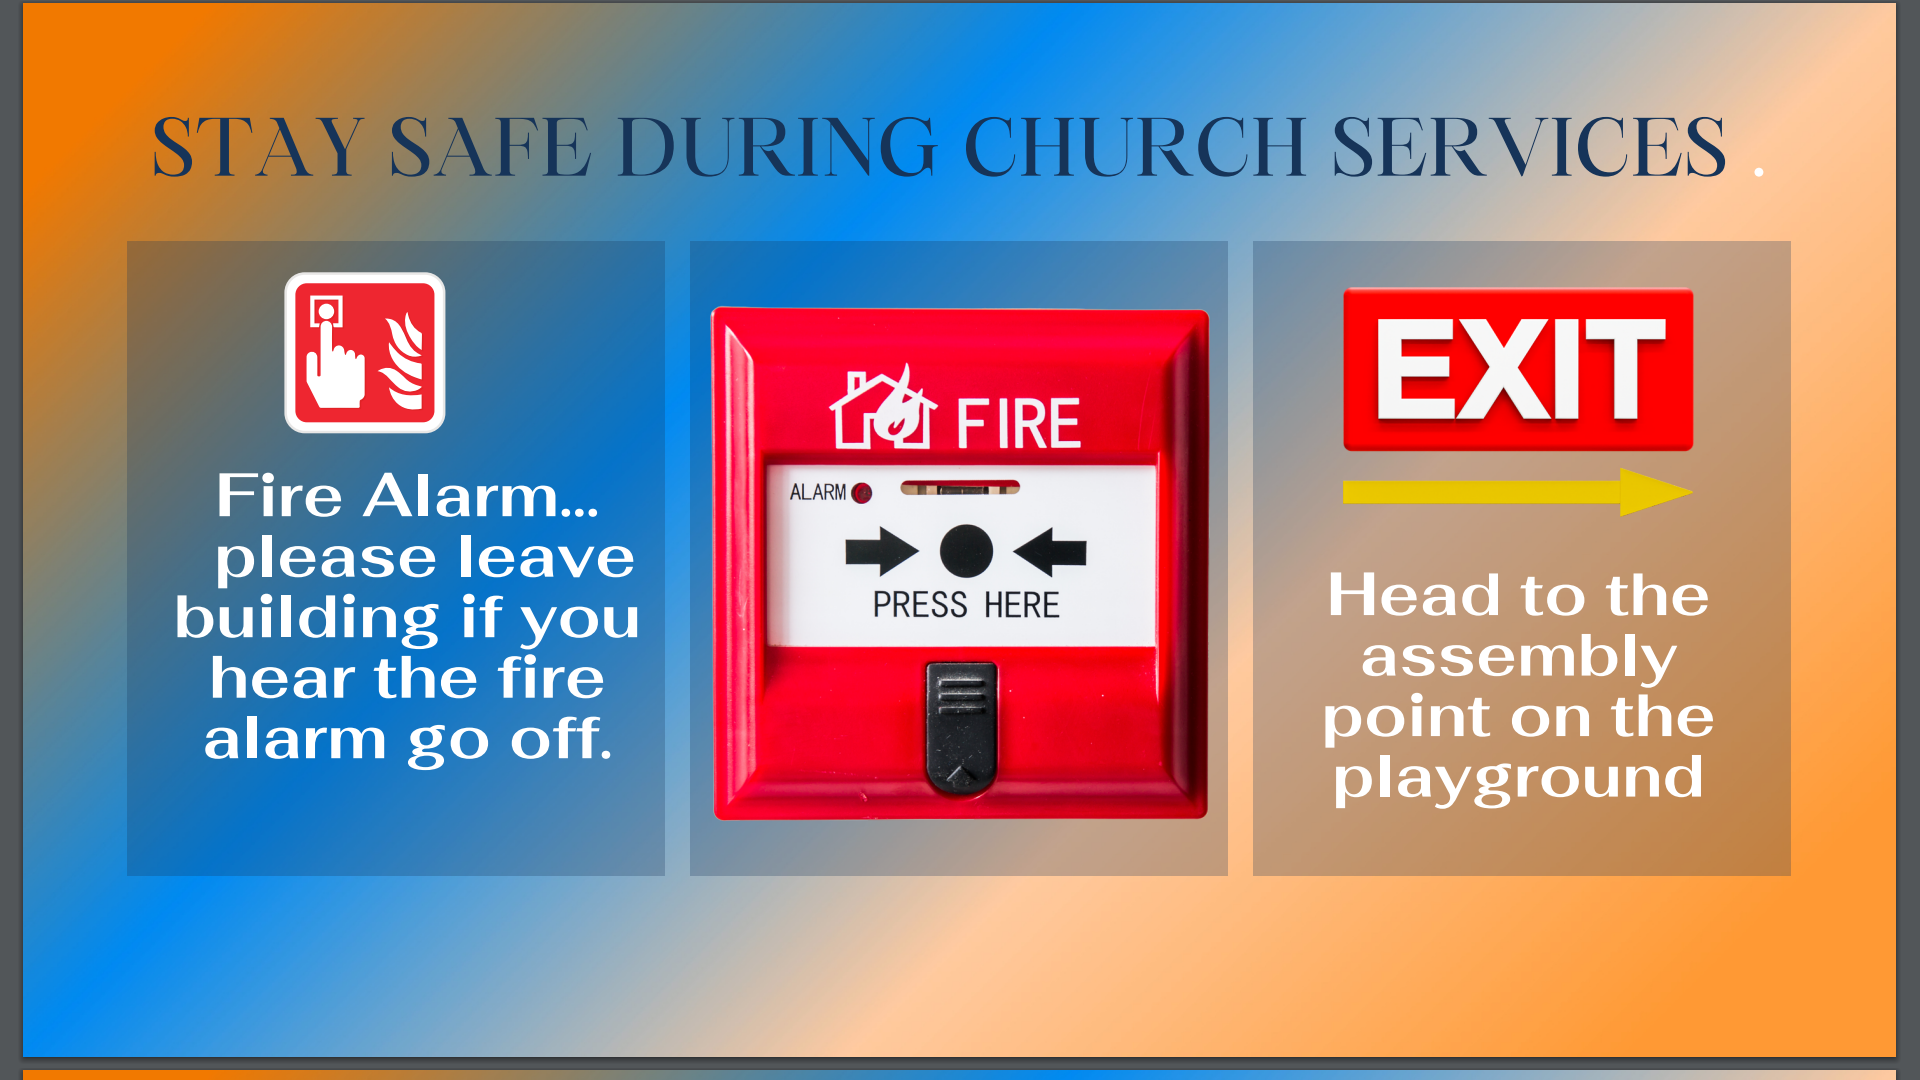 STAY SAFE DURING CHURCH SERVICES .
Fire Alarm...
please leave
building if you
hear the fire
alarm go off.
FIRE
ALARM
PRESS HERE
EXIT
Head to the
assembly
point on the
playground